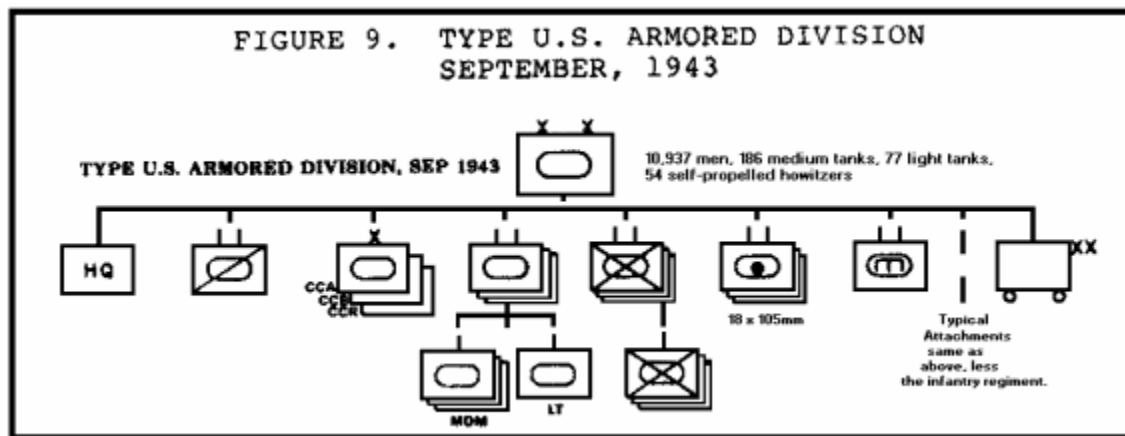 FIGURE 9. TYPE U.S. ARMORED DIVISION
SEPTEMBER, 1943
X X
TYPE U.S. ARMORED DIVISION, SEP 1943
10,937 men, 186 medium tanks, 77 light tanks,
54 self-propelled howitzers
HQ
X
CCA
CCB
CCR
XX
18 x 105mm
Typical
Attachments
same as
above, less
the infantry regiment.
MDM
LT